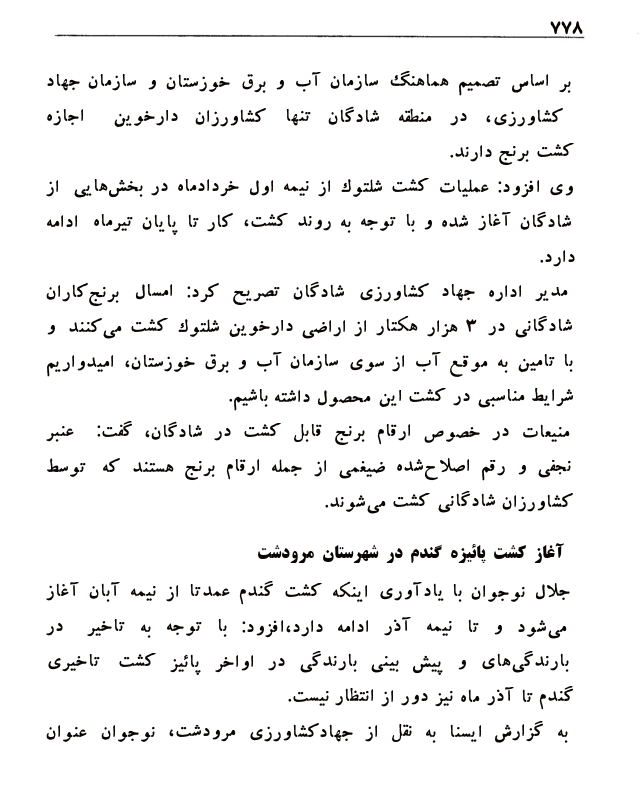 ۷۷۸
بر اساس تصمیم هماهنگ سازمان آب و برق خوزستان و سازمان جهاد
کشاورزی، در منطقه شادگان تنها کشاورزان دارخوین اجازه
کشت برنج دارند.
وی افزود: عملیات کشت شلتوك از نیمه اول خردادماه در بخش‌هایی از
شادگان آغاز شده و با توجه به روند کشت، کار تا پایان تیرماه ادامه
دارد.
مدیر اداره جهاد کشاورزی شادگان تصریح کرد: امسال برنج‌کاران
شادگانی در ۳ هزار هکتار از اراضی دارخوین شلتوك کشت می‌کنند و
با تامین به موقع آب از سوی سازمان آب و برق خوزستان، امیدواریم
شرایط مناسبی در کشت این محصول داشته باشیم.
منیعات در خصوص ارقام برنج قابل کشت در شادگان، گفت: عنبر
نجفی و رقم اصلاح‌شده ضیغمی از جمله ارقام برنج هستند که توسط
کشاورزان شادگانی کشت می‌شوند.
آغاز کشت پائیزه گندم در شهرستان مرودشت
جلال نوجوان با یادآوری اینکه کشت گندم عمدتا از نیمه آبان آغاز
می‌شود و تا نیمه آذر ادامه دارد،افزود: با توجه به تاخیر در
بارندگی‌های و پیش بینی بارندگی در اواخر پائیز کشت تاخیری
گندم تا آذر ماه نیز دور از انتظار نیست.
به گزارش ایسنا به نقل از جهادکشاورزی مرودشت، نوجوان عنوان